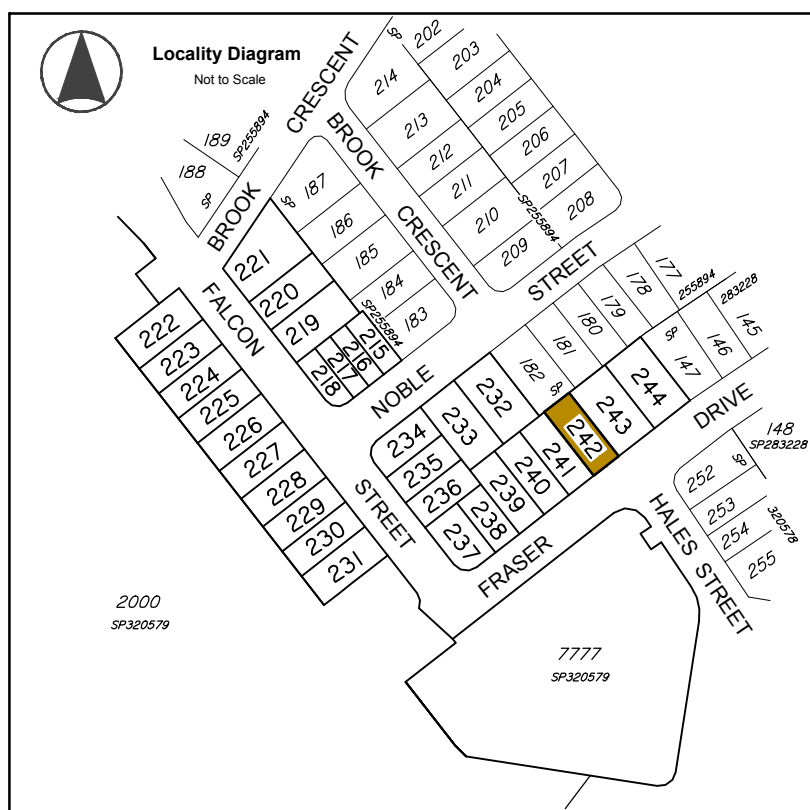 Locality Diagram
Not to Scale
BROOK
CRESCENT
189
SP255894
188
SP
SP
202
203
204
205
206
207
208
214
213
212
211
210
209
SP255894
BROOK
CRESCENT
SP
187
186
185
184
183
SP255894
221
220
219
218
217
216
215
FALCON
STREET
222
223
224
225
226
227
228
229
230
231
NOBLE
STREET
177
178
179
180
181
182
SP
255894
283228
SP
145
146
147
232
233
234
235
236
237
238
239
240
241
242
243
244
FRASER
DRIVE
148
SP283228
HALES STREET
252
SP
253
254
255
320578
2000
SP320579
7777
SP320579